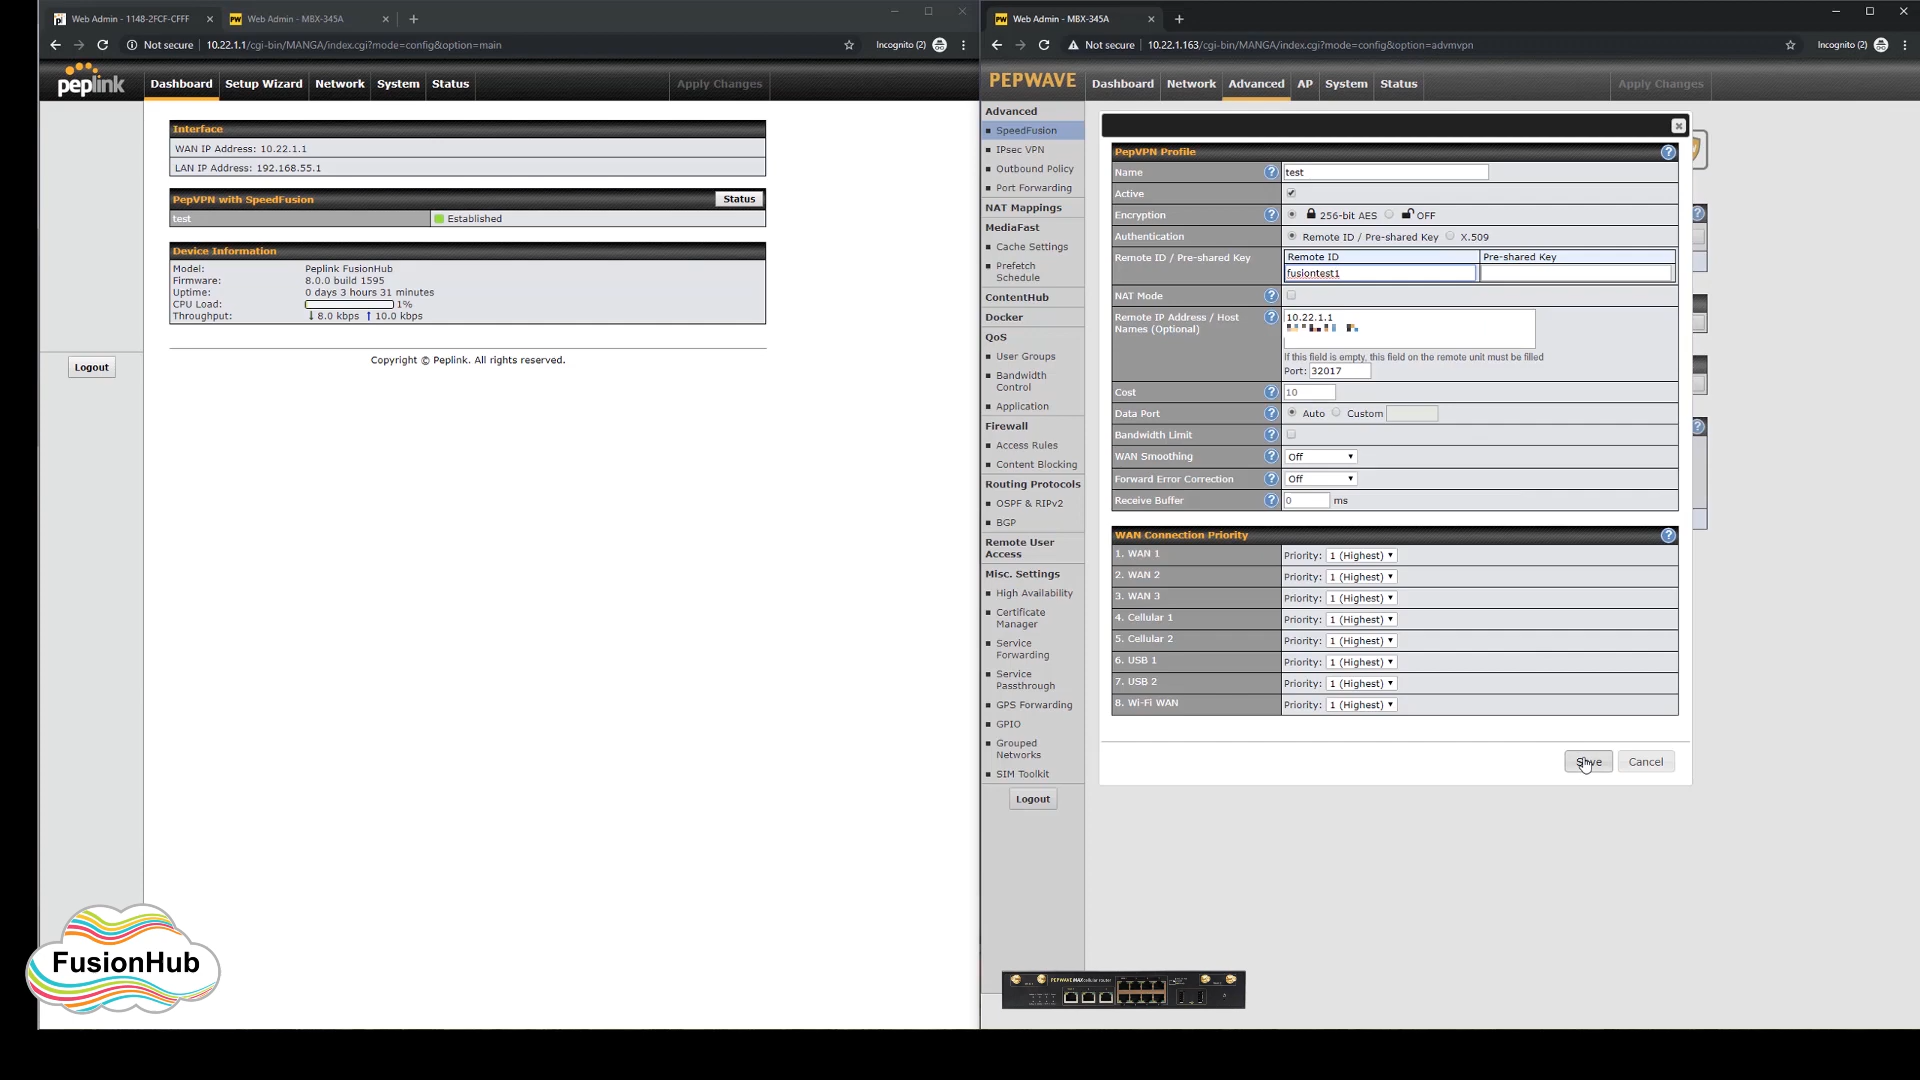 Web Admin - 1148-2FCF-CFFF
Web Admin - MBX-345A
Not secure 10.22.1.1/cgi-bin/MANGA/index.cgi?mode=config&option=main
Incognito (2)
peplink
Dashboard Setup Wizard Network System Status Apply Changes
Interface
WAN IP Address: 10.22.1.1
LAN IP Address: 192.168.55.1
PepVPN with SpeedFusion Status
test Established
Device Information
Model: Peplink FusionHub
Firmware: 8.0.0 build 1595
Uptime: 0 days 3 hours 31 minutes
CPU Load: 1%
Throughput: 8.0 kbps 10.0 kbps
Copyright © Peplink. All rights reserved.
Logout
FusionHub
Web Admin - MBX-345A
Not secure 10.22.1.163/cgi-bin/MANGA/index.cgi?mode=config&option=advmvpn
Incognito (2)
PEPWAVE
Dashboard Network Advanced AP System Status Apply Changes
Advanced
SpeedFusion
IPsec VPN
Outbound Policy
Port Forwarding
NAT Mappings
MediaFast
Cache Settings
Prefetch
Schedule
ContentHub
Docker
QoS
User Groups
Bandwidth
Control
Application
Firewall
Access Rules
Content Blocking
Routing Protocols
OSPF & RIPv2
BGP
Remote User
Access
Misc. Settings
High Availability
Certificate
Manager
Service
Forwarding
Service
Passthrough
GPS Forwarding
GPIO
Grouped
Networks
SIM Toolkit
Logout
PepVPN Profile
Name test
Active
Encryption 256-bit AES OFF
Authentication Remote ID / Pre-shared Key X.509
Remote ID / Pre-shared Key Remote ID Pre-shared Key
fusiontest1
NAT Mode
Remote IP Address / Host
Names (Optional)
10.22.1.1
If this field is empty, this field on the remote unit must be filled
Port: 32017
Cost 10
Data Port Auto Custom
Bandwidth Limit
WAN Smoothing Off
Forward Error Correction Off
Receive Buffer 0 ms
WAN Connection Priority
1. WAN 1 Priority: 1 (Highest)
2. WAN 2 Priority: 1 (Highest)
3. WAN 3 Priority: 1 (Highest)
4. Cellular 1 Priority: 1 (Highest)
5. Cellular 2 Priority: 1 (Highest)
6. USB 1 Priority: 1 (Highest)
7. USB 2 Priority: 1 (Highest)
8. Wi-Fi WAN Priority: 1 (Highest)
Save Cancel
PEPWAVE MAX cellular router